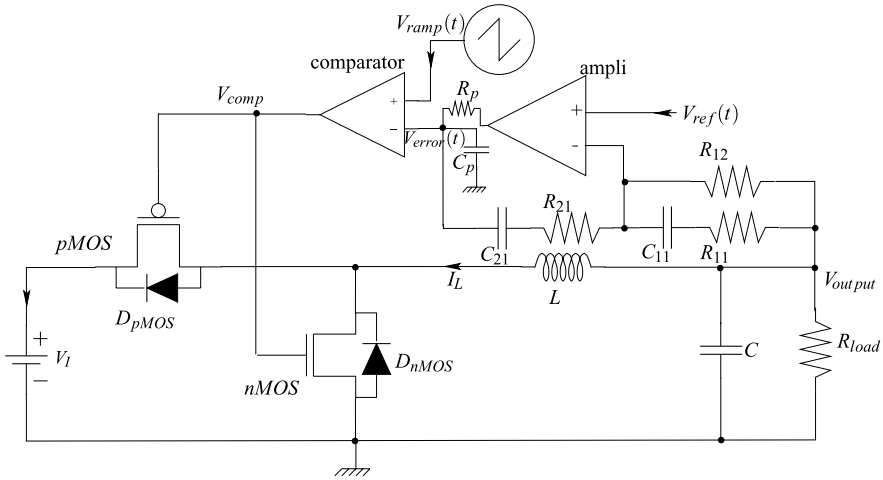 V_ramp(t)
comparator
ampli
R_p
V_comp
+
+
V_ref(t)
-
V_error(t)
-
R_12
C_p
R_21
pMOS
C_21
C_11
R_11
I_L
L
V_output
D_pMOS
+
V_I
-
D_nMOS
C
R_load
nMOS